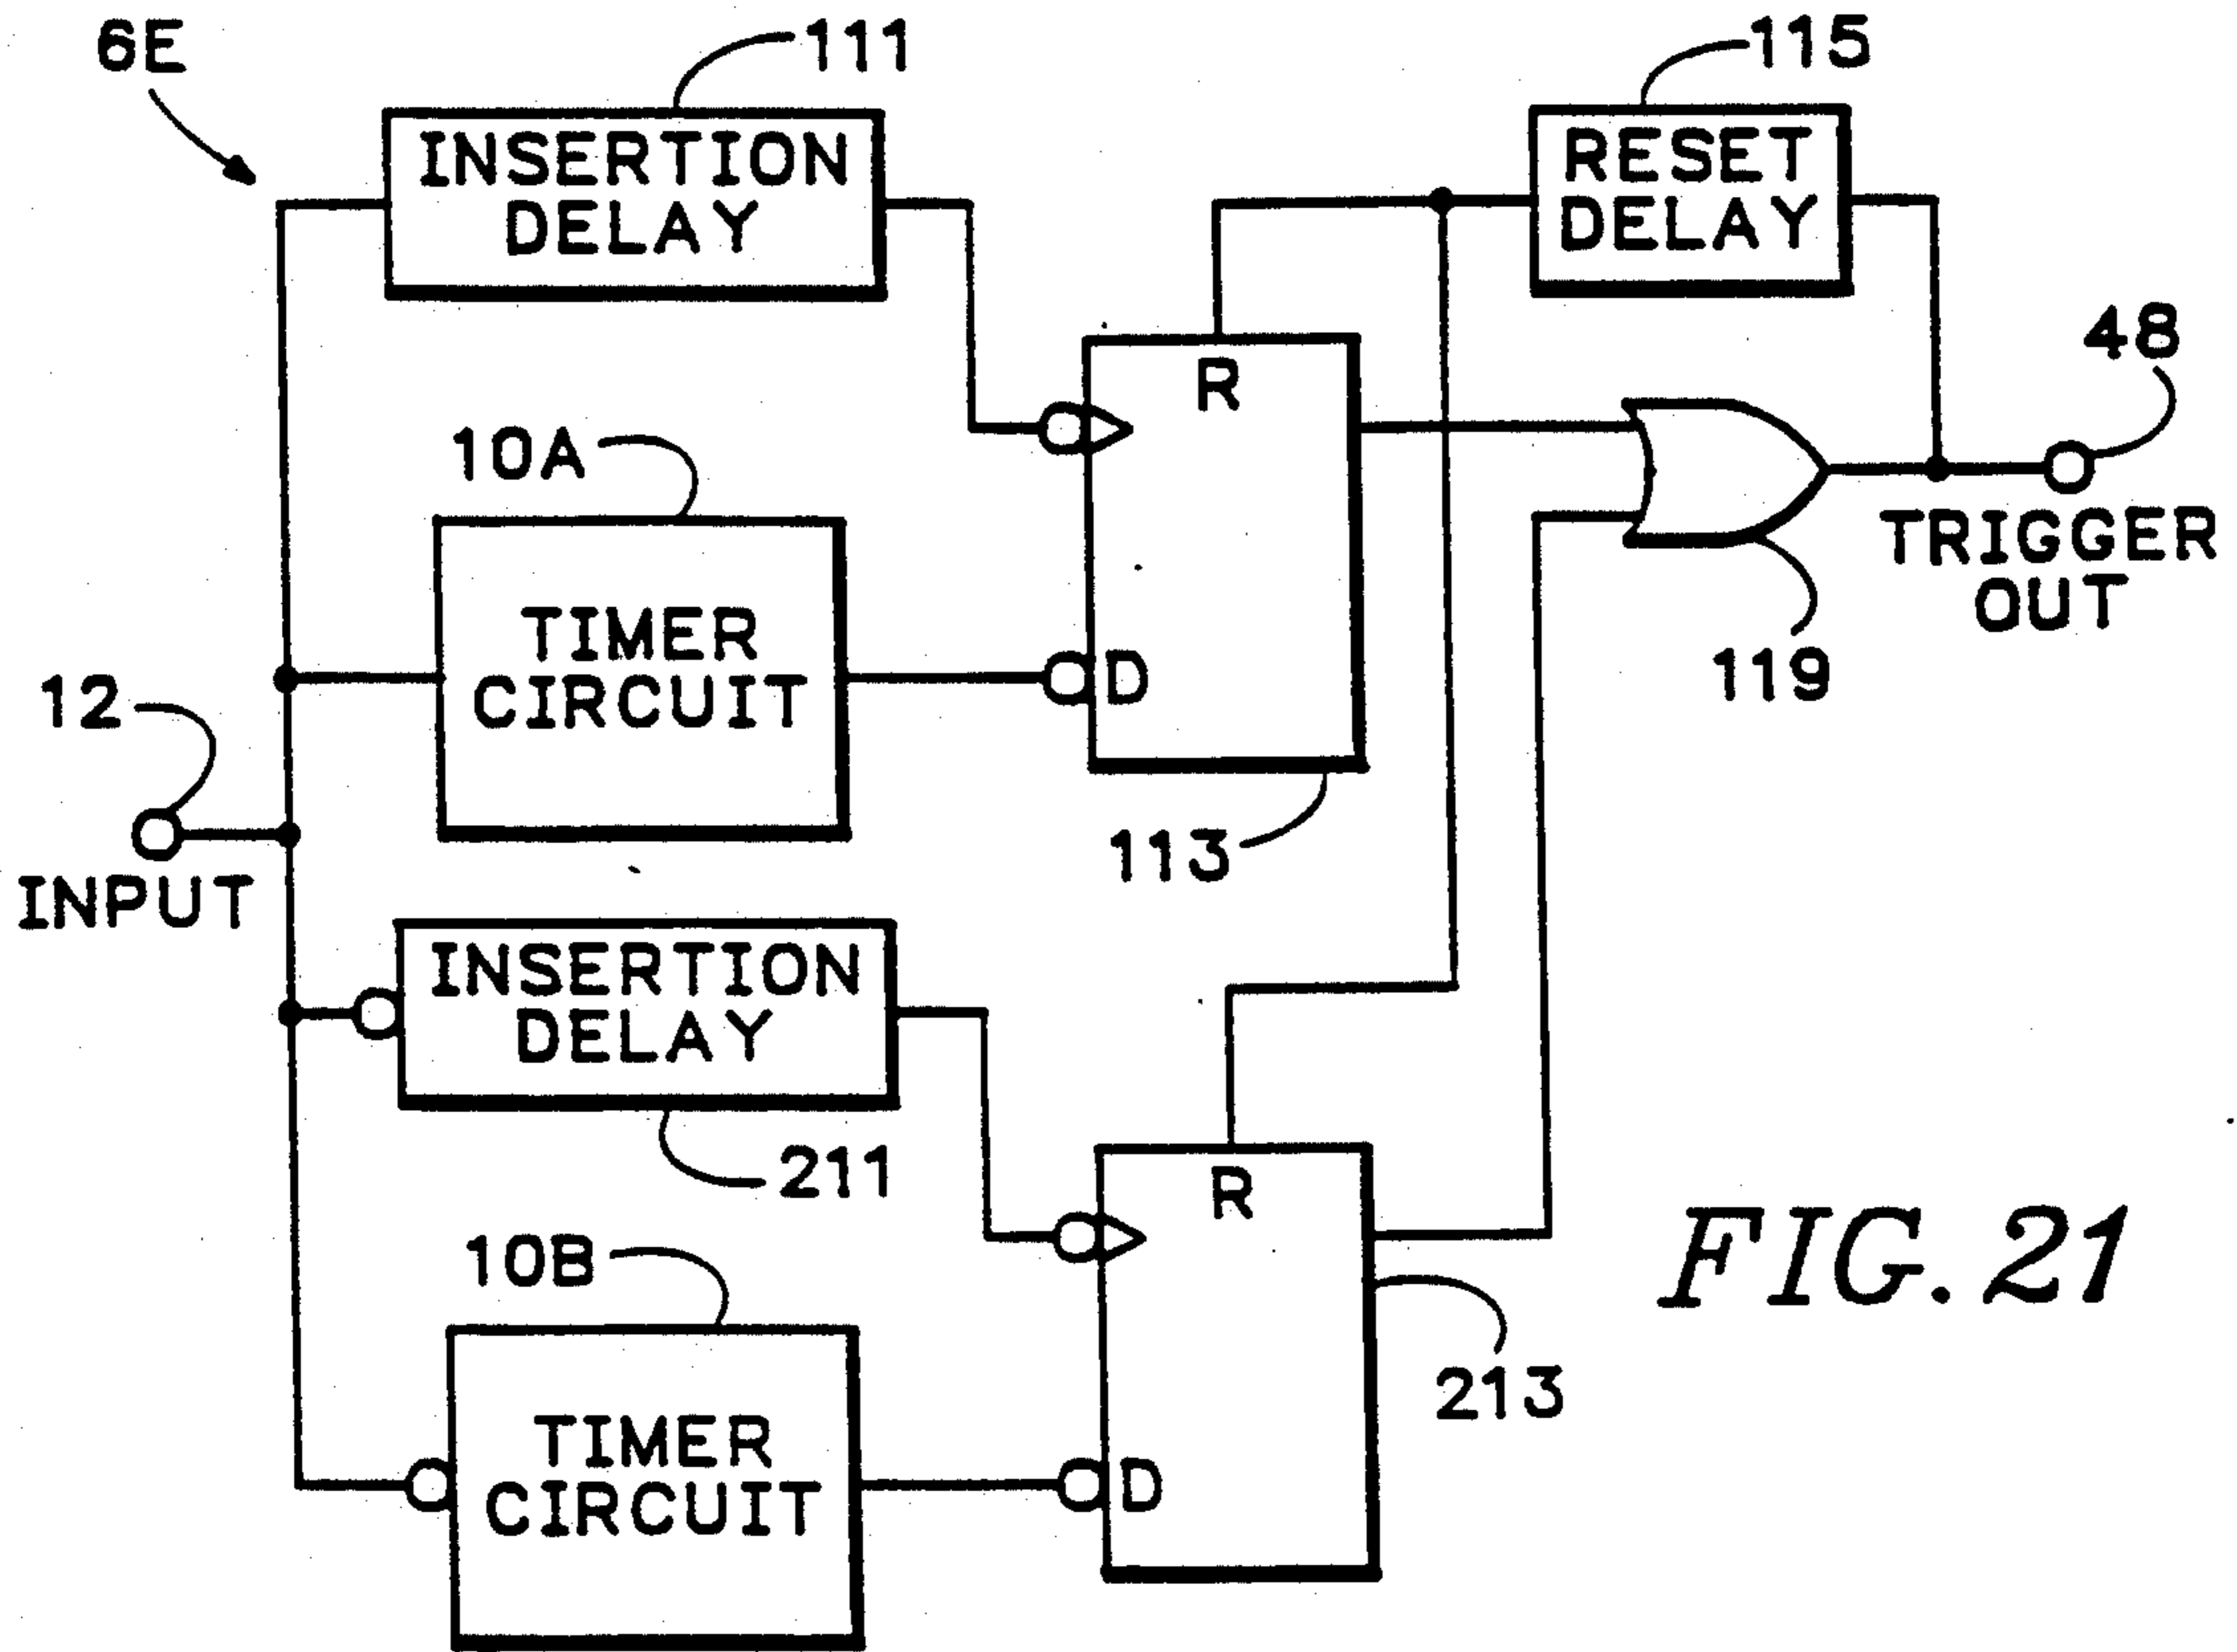 6E
111
115
INSERTION
DELAY
RESET
DELAY
48
R
10A
TRIGGER
OUT
TIMER
CIRCUIT
D
119
12
113
INPUT
INSERTION
DELAY
211
R
10B
FIG. 21
213
TIMER
CIRCUIT
D